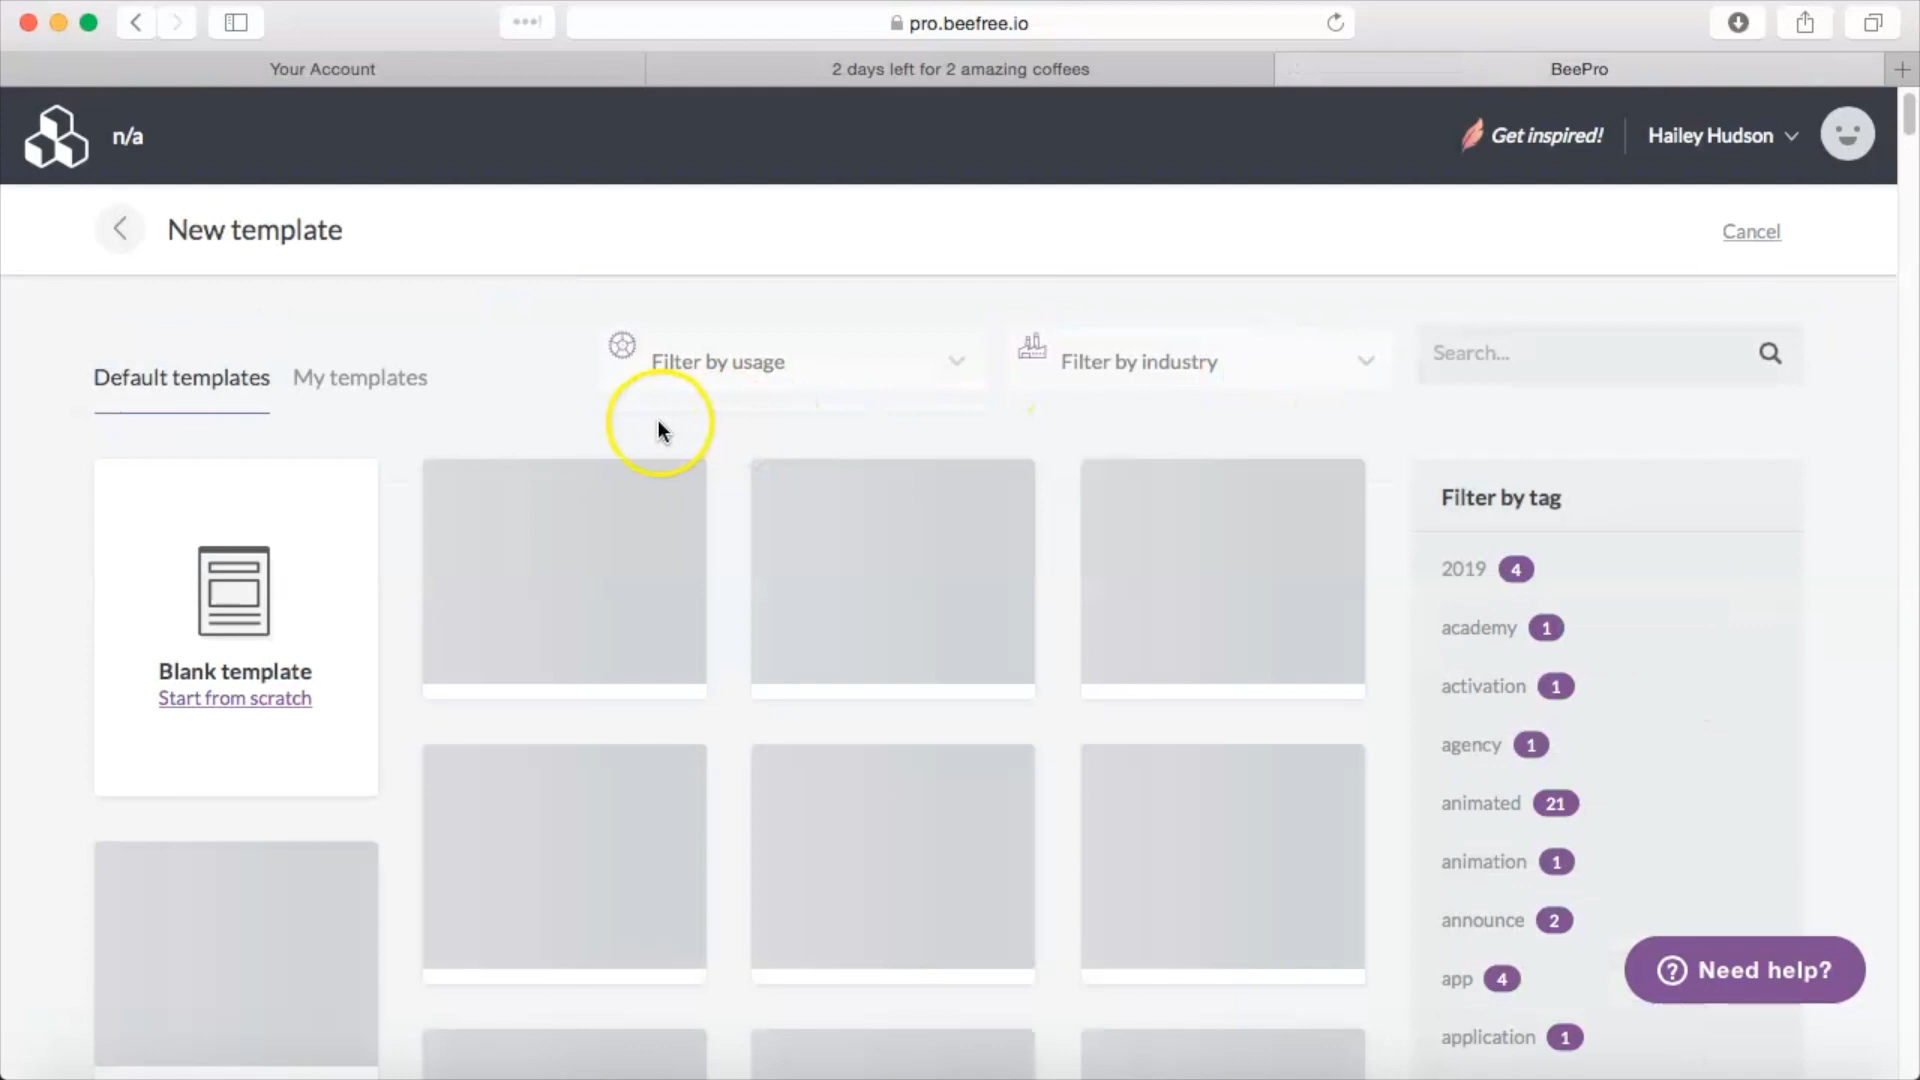 pro.beefree.io
Your Account
2 days left for 2 amazing coffees
BeePro
n/a
Get inspired!
Hailey Hudson
New template
Cancel
Default templates
My templates
Filter by usage
Filter by industry
Search...
Blank template
Start from scratch
Filter by tag
2019 4
academy 1
activation 1
agency 1
animated 21
animation 1
announce 2
app 4
application 1
? Need help?